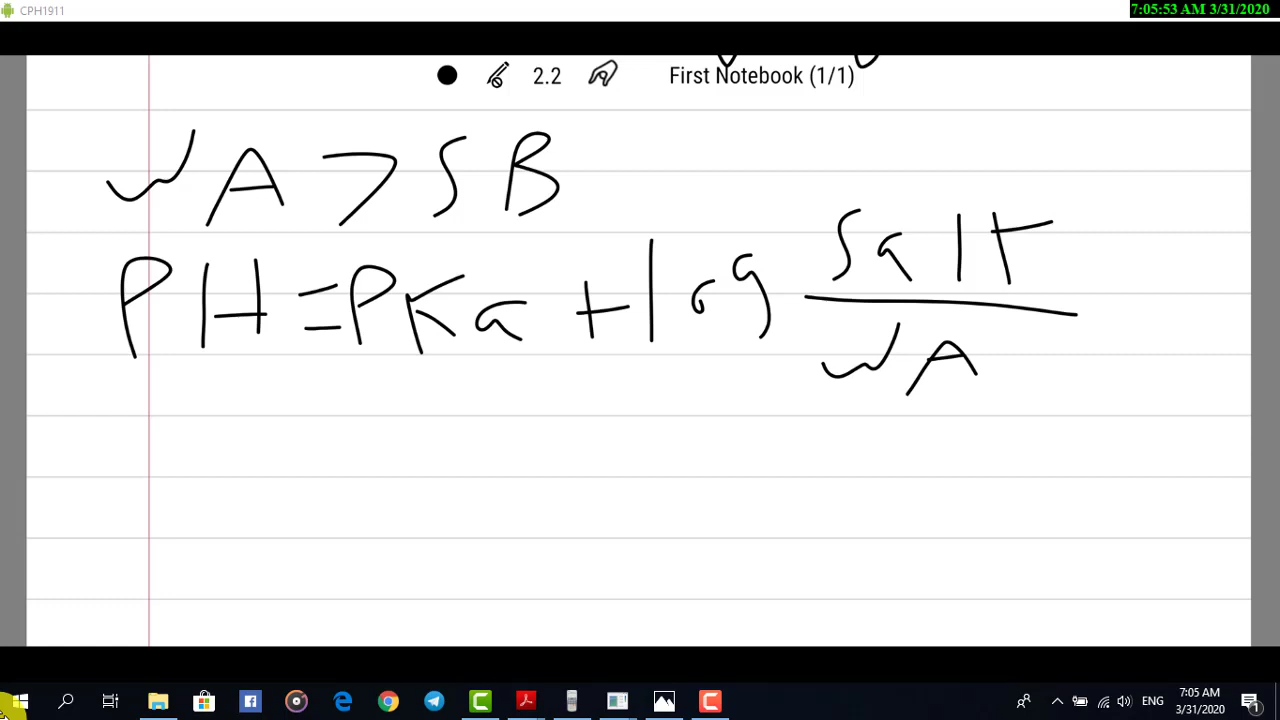 CPH1911
7:05:53 AM 3/31/2020
2.2 First Notebook (1/1)
WA > SB
PH = PKa + log Salt
WA
ENG
7:05 AM
3/31/2020
1